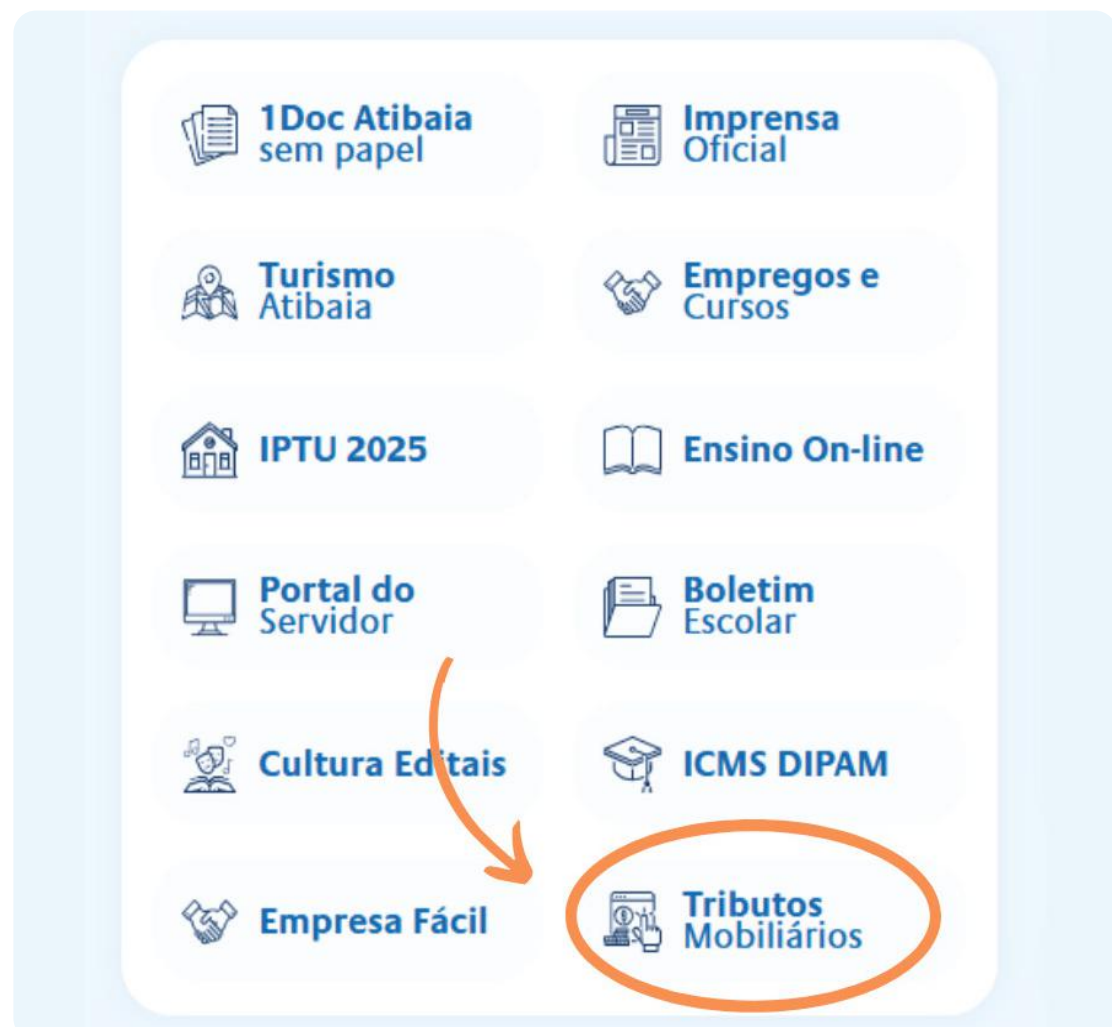 1Doc Atibaia
sem papel
Imprensa
Oficial
Turismo
Atibaia
Empregos e
Cursos
IPTU 2025
Ensino On-line
Portal do
Servidor
Boletim
Escolar
Cultura Editais
ICMS DIPAM
Empresa Fácil
Tributos
Mobiliários